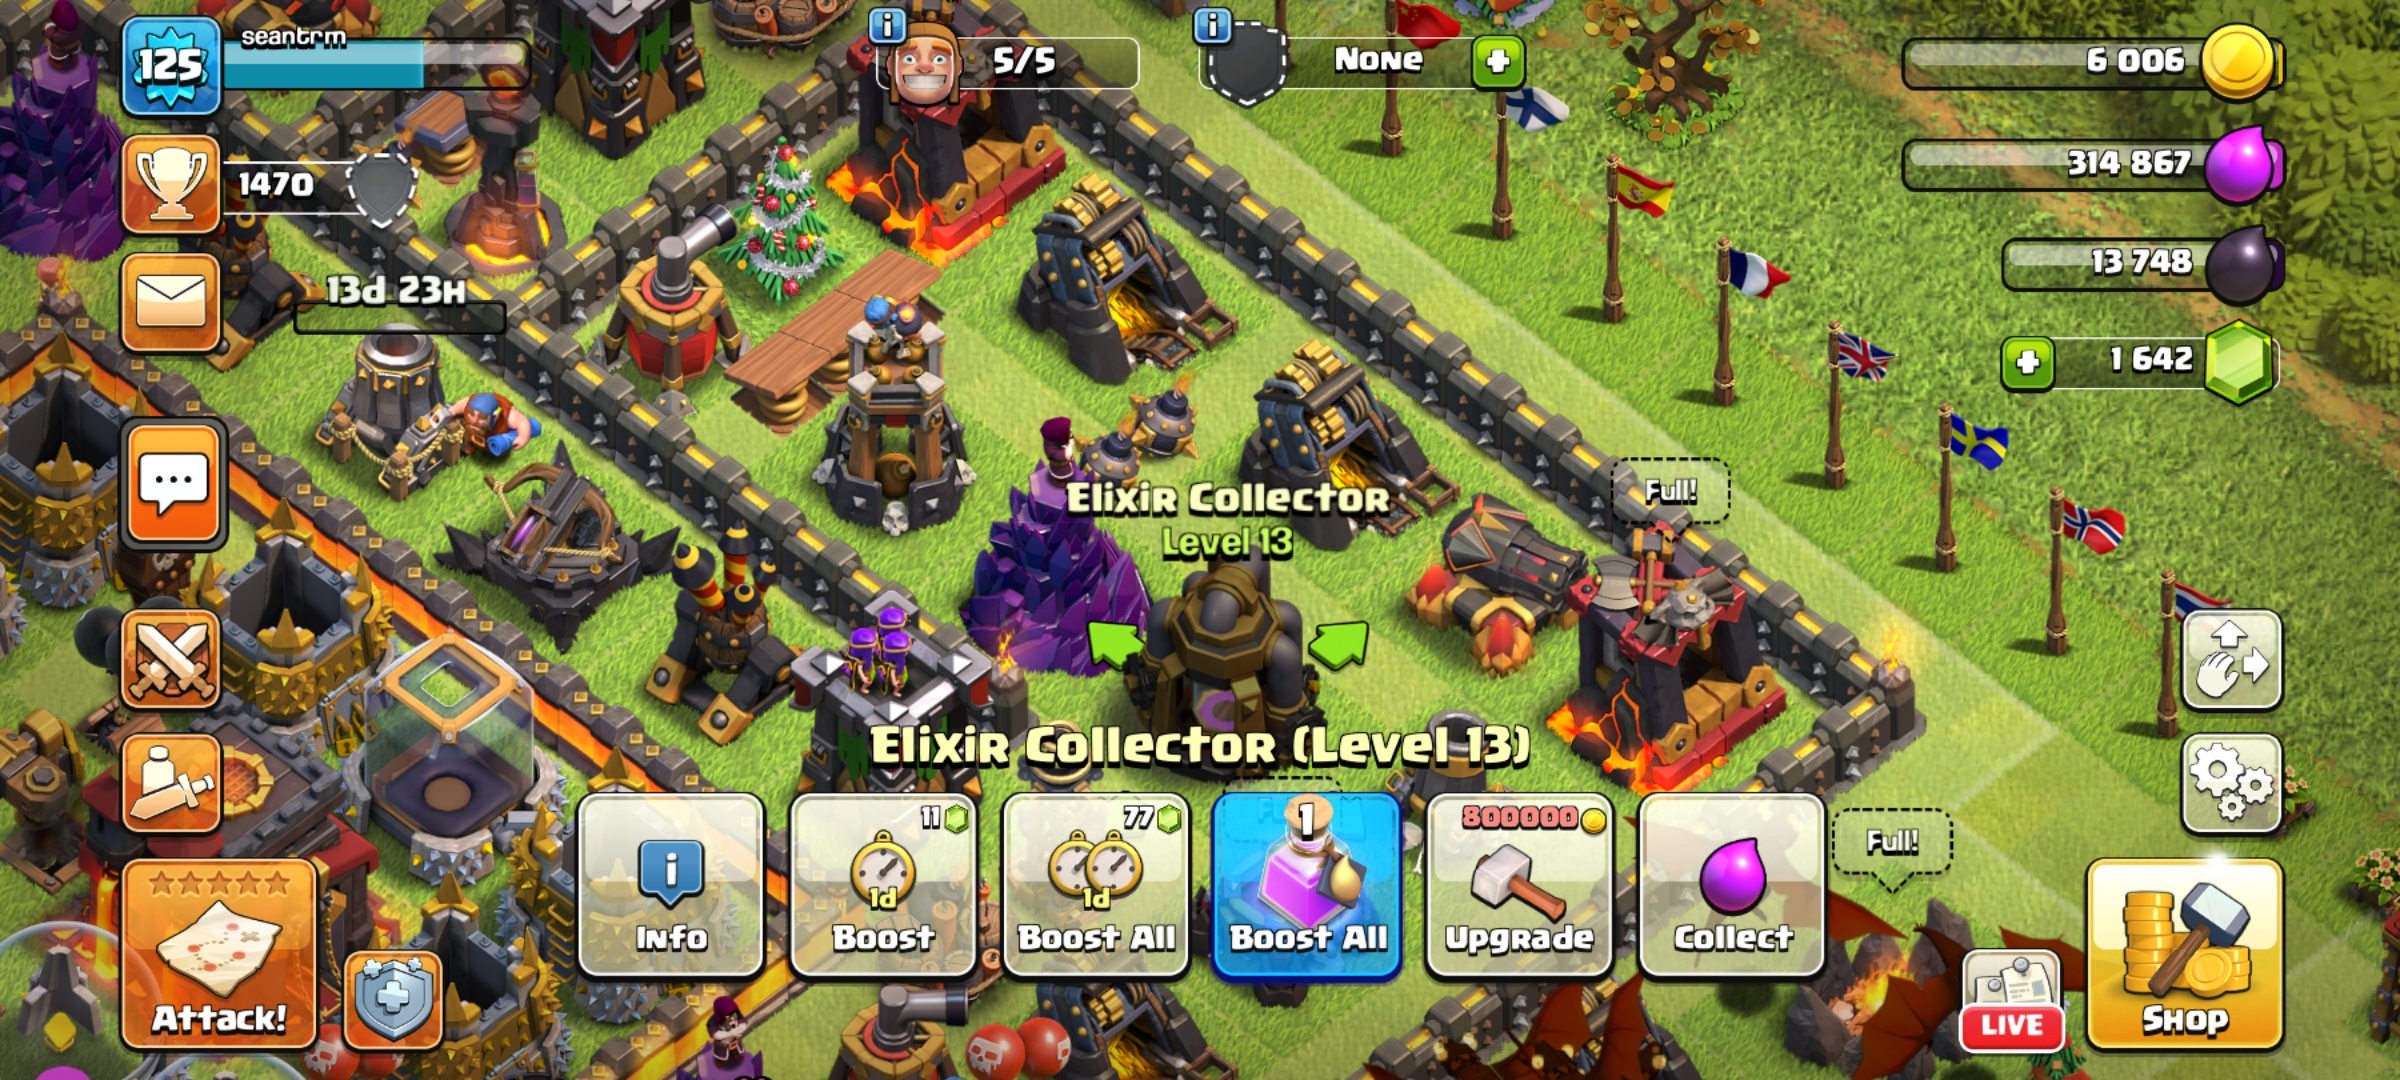 125
seantrm
5/5
None
6 006
1470
314 867
13d 23h
13 748
1 642
Full!
Elixir Collector
Level 13
Elixir Collector (Level 13)
Info
11
1d
Boost
77
1d
Boost All
1
Boost All
800000
Upgrade
Collect
Full!
Attack!
LIVE
Shop